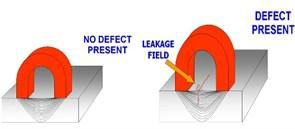 NO DEFECT
PRESENT
LEAKAGE
FIELD
DEFECT
PRESENT